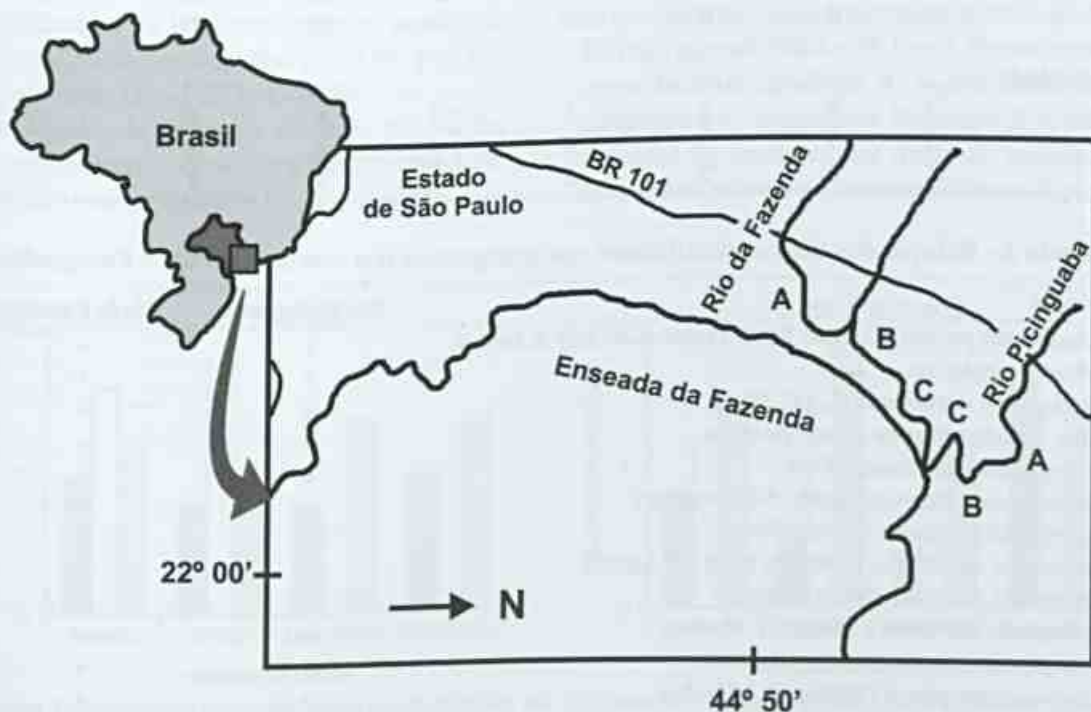 Brasil
Estado
de São Paulo
BR 101
Rio da Fazenda
Rio Picinguaba
A
B
C
C
A
B
Enseada da Fazenda
22º 00'
N
44º 50'